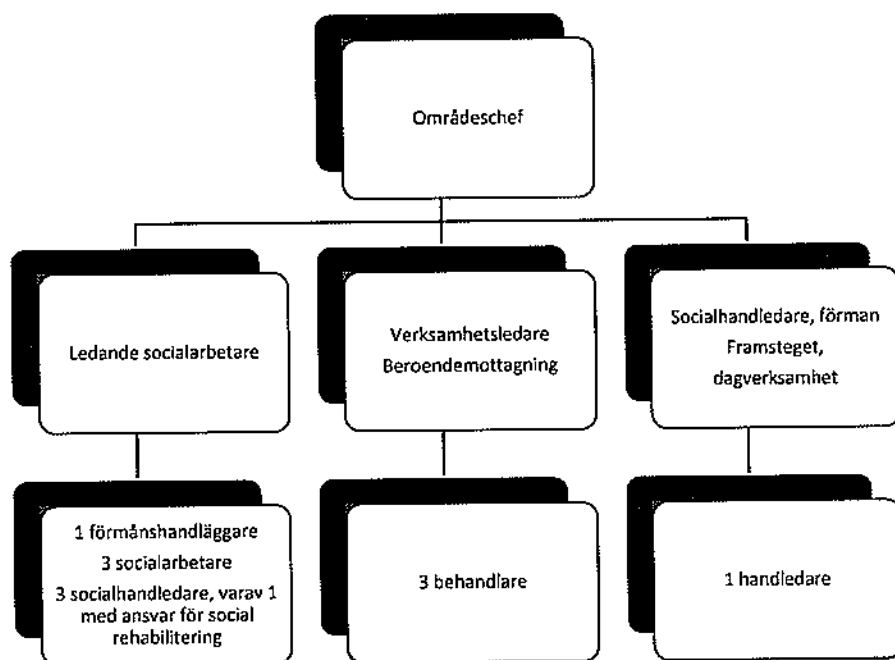 Områdeschef
Ledande socialarbetare
Verksamhetsledare
Beroendemottagning
Socialhandledare, förman
Framsteget,
dagverksamhet
1 förmånshandläggare
3 socialarbetare
3 socialhandledare, varav 1
med ansvar för social
rehabilitering
3 behandlare
1 handledare